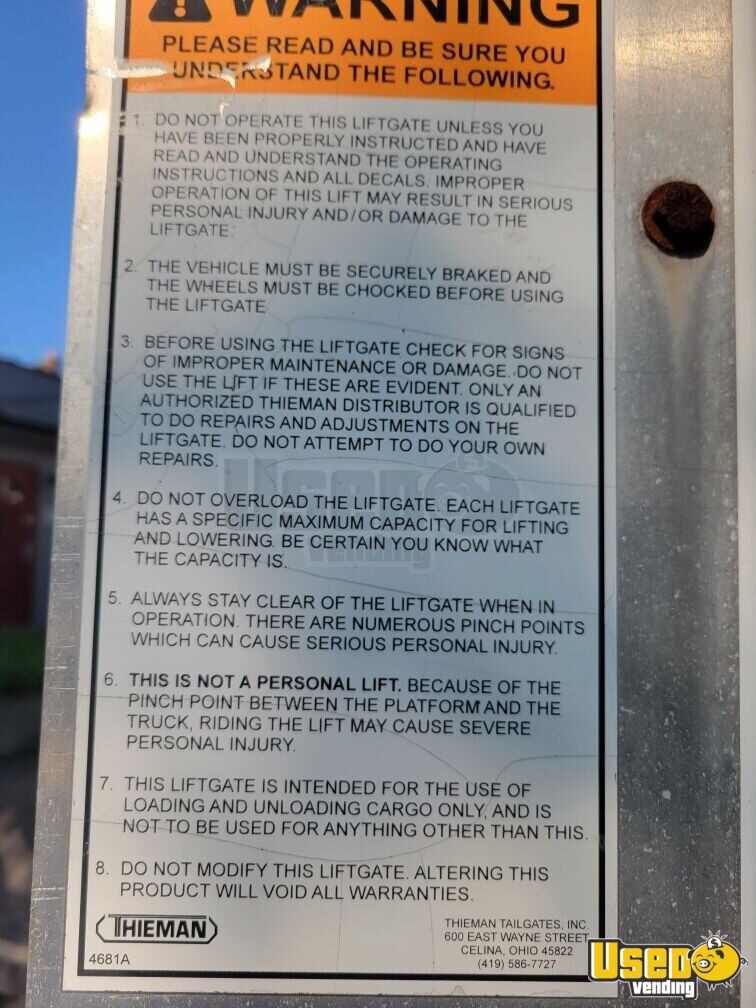 WARNING
PLEASE READ AND BE SURE YOU
UNDERSTAND THE FOLLOWING.
1. DO NOT OPERATE THIS LIFTGATE UNLESS YOU
HAVE BEEN PROPERLY INSTRUCTED AND HAVE
READ AND UNDERSTAND THE OPERATING
INSTRUCTIONS AND ALL DECALS. IMPROPER
OPERATION OF THIS LIFT MAY RESULT IN SERIOUS
PERSONAL INJURY AND/OR DAMAGE TO THE
LIFTGATE.
2. THE VEHICLE MUST BE SECURELY BRAKED AND
THE WHEELS MUST BE CHOCKED BEFORE USING
THE LIFTGATE
3. BEFORE USING THE LIFTGATE CHECK FOR SIGNS
OF IMPROPER MAINTENANCE OR DAMAGE. DO NOT
USE THE LIFT IF THESE ARE EVIDENT. ONLY AN
AUTHORIZED THIEMAN DISTRIBUTOR IS QUALIFIED
TO DO REPAIRS AND ADJUSTMENTS ON THE
LIFTGATE. DO NOT ATTEMPT TO DO YOUR OWN
REPAIRS.
4. DO NOT OVERLOAD THE LIFTGATE. EACH LIFTGATE
HAS A SPECIFIC MAXIMUM CAPACITY FOR LIFTING
AND LOWERING. BE CERTAIN YOU KNOW WHAT
THE CAPACITY IS.
5. ALWAYS STAY CLEAR OF THE LIFTGATE WHEN IN
OPERATION. THERE ARE NUMEROUS PINCH POINTS
WHICH CAN CAUSE SERIOUS PERSONAL INJURY.
6. THIS IS NOT A PERSONAL LIFT. BECAUSE OF THE
PINCH POINT BETWEEN THE PLATFORM AND THE
TRUCK, RIDING THE LIFT MAY CAUSE SEVERE
PERSONAL INJURY.
7. THIS LIFTGATE IS INTENDED FOR THE USE OF
LOADING AND UNLOADING CARGO ONLY, AND IS
NOT TO BE USED FOR ANYTHING OTHER THAN THIS.
8. DO NOT MODIFY THIS LIFTGATE. ALTERING THIS
PRODUCT WILL VOID ALL WARRANTIES.
THIEMAN
4681A
THIEMAN TAILGATES, INC
600 EAST WAYNE STREET
CELINA, OHIO 45822
(419) 586-7727
Used
Vending
Used
Vending